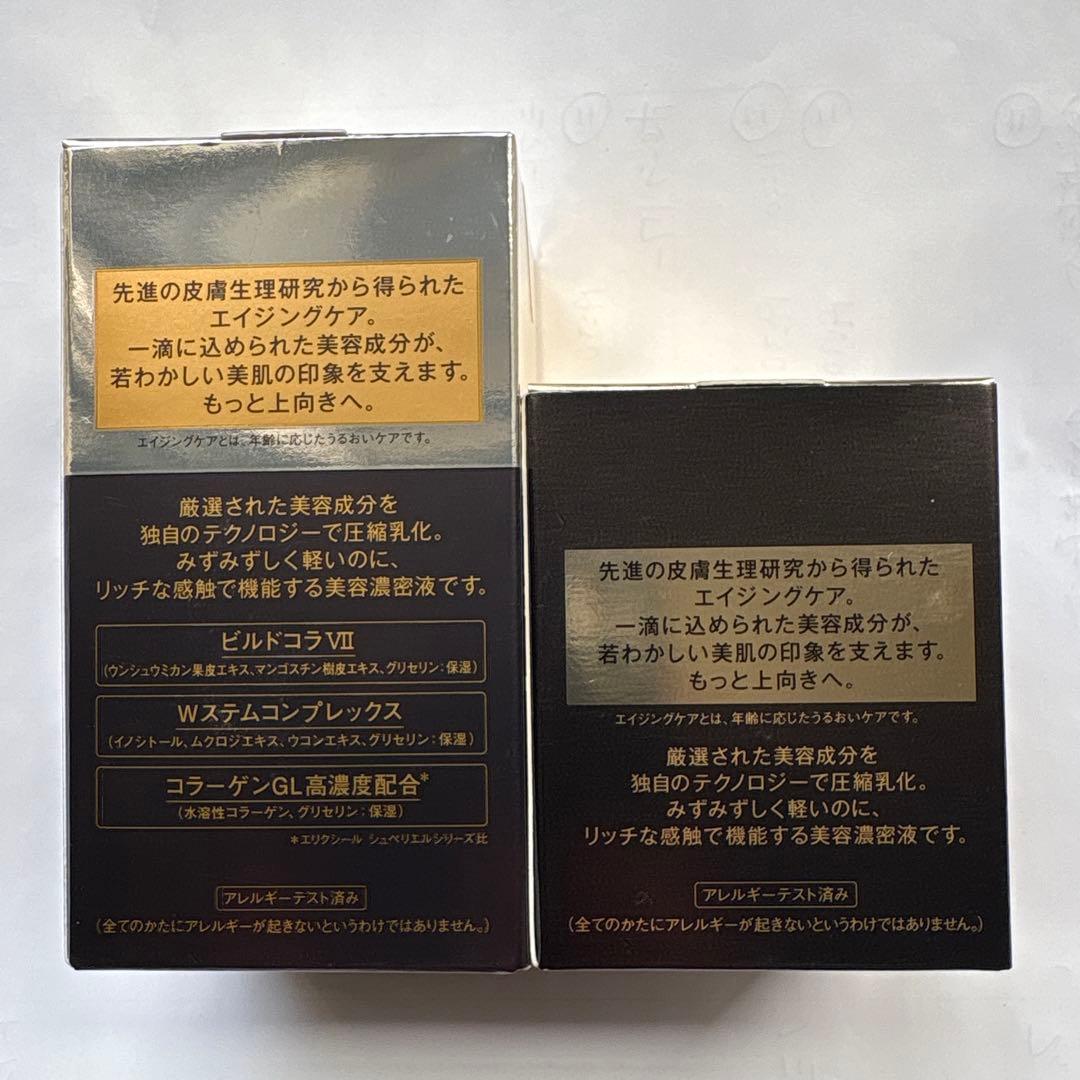 先進の皮膚生理研究から得られた
エイジングケア。
一滴に込められた美容成分が、
若わかしい美肌の印象を支えます。
もっと上向きへ。
エイジングケアとは、年齢に応じたうるおいケアです。
厳選された美容成分を
独自のテクノロジーで圧縮乳化。
みずみずしく軽いのに、
リッチな感触で機能する美容濃密液です。
ビルドコラⅦ
(ウンシュウミカン果皮エキス、マンゴスチン樹皮エキス、グリセリン:保湿)
Wステムコンプレックス
(イノシトール、ムクロジエキス、ウコンエキス、グリセリン:保湿)
コラーゲンGL高濃度配合*
(水溶性コラーゲン、グリセリン:保湿)
*エリクシール シュペリエルシリーズ比
アレルギーテスト済み
(全てのかたにアレルギーが起きないというわけではありません。)
先進の皮膚生理研究から得られた
エイジングケア。
一滴に込められた美容成分が、
若わかしい美肌の印象を支えます。
もっと上向きへ。
エイジングケアとは、年齢に応じたうるおいケアです。
厳選された美容成分を
独自のテクノロジーで圧縮乳化。
みずみずしく軽いのに、
リッチな感触で機能する美容濃密液です。
アレルギーテスト済み
(全てのかたにアレルギーが起きないというわけではありません。)